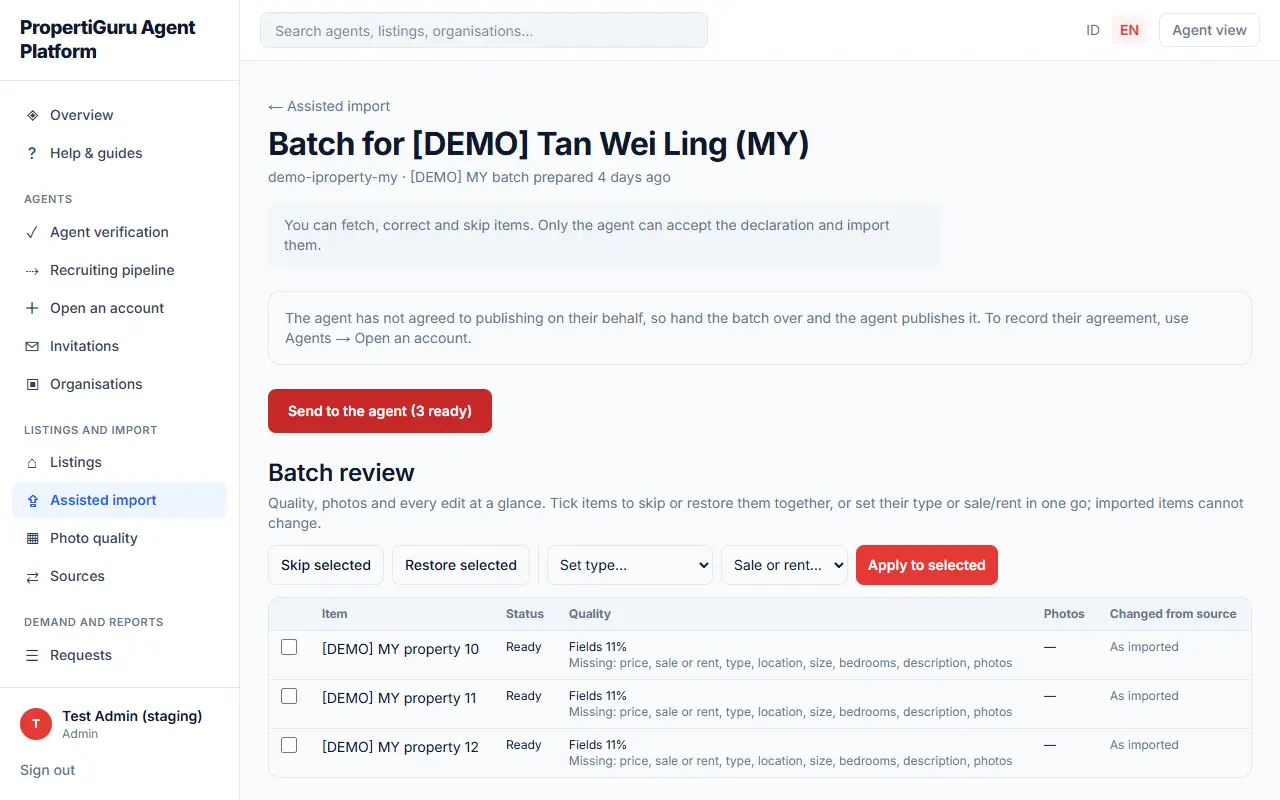 PropertiGuru Agent
Platform
Search agents, listings, organisations...
ID
EN
Agent view
Overview
? Help & guides
AGENTS
Agent verification
Recruiting pipeline
Open an account
Invitations
Organisations
LISTINGS AND IMPORT
Listings
Assisted import
Photo quality
Sources
DEMAND AND REPORTS
Requests
T
Test Admin (staging)
Admin
Sign out
← Assisted import
Batch for [DEMO] Tan Wei Ling (MY)
demo-iproperty-my · [DEMO] MY batch prepared 4 days ago
You can fetch, correct and skip items. Only the agent can accept the declaration and import
them.
The agent has not agreed to publishing on their behalf, so hand the batch over and the agent publishes it. To record their agreement, use
Agents → Open an account.
Send to the agent (3 ready)
Batch review
Quality, photos and every edit at a glance. Tick items to skip or restore them together, or set their type or sale/rent in one go; imported items cannot
change.
Skip selected
Restore selected
Set type...
Sale or rent...
Apply to selected
Item Status Quality Photos Changed from source
[DEMO] MY property 10 Ready Fields 11% — As imported
Missing: price, sale or rent, type, location, size, bedrooms, description, photos
[DEMO] MY property 11 Ready Fields 11% — As imported
Missing: price, sale or rent, type, location, size, bedrooms, description, photos
[DEMO] MY property 12 Ready Fields 11% — As imported
Missing: price, sale or rent, type, location, size, bedrooms, description, photos